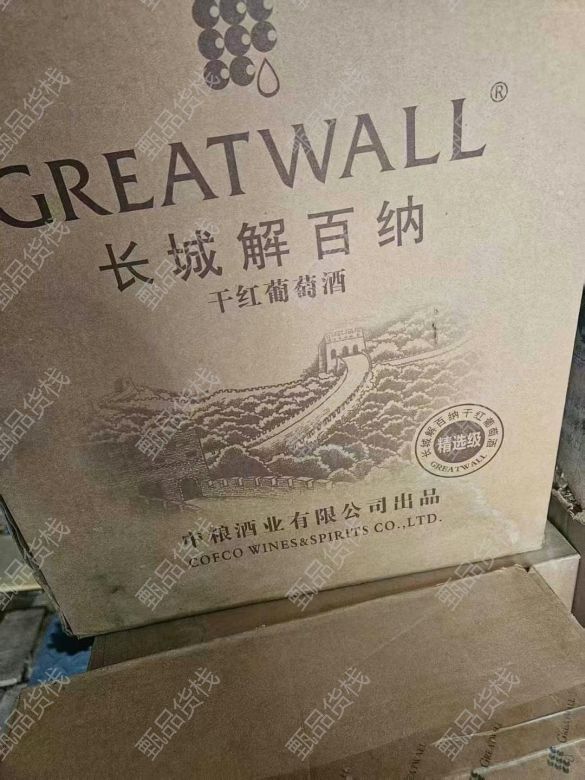 GREATWALL®
长城解百纳
干红葡萄酒
长城解百纳干红葡萄酒
精选级
GREATWALL
中粮酒业有限公司出品
COFCO WINES&SPIRITS CO.,LTD.
GREATWALL
甄品货栈